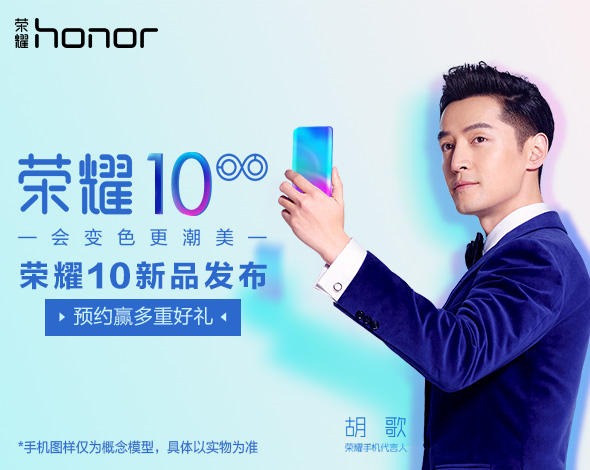 荣耀 honor
荣耀10
会变色更潮美
荣耀10新品发布
预约赢多重好礼
胡 歌
荣耀手机代言人
*手机图样仅为概念模型，具体以实物为准